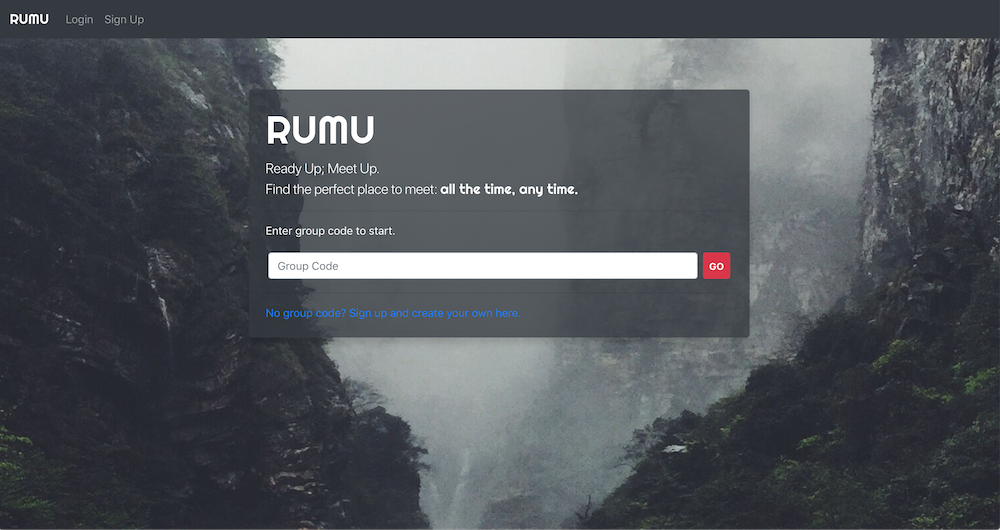 RUMU Login Sign Up
RUMU
Ready Up; Meet Up.
Find the perfect place to meet: all the time, any time.
Enter group code to start.
Group Code GO
No group code? Sign up and create your own here.